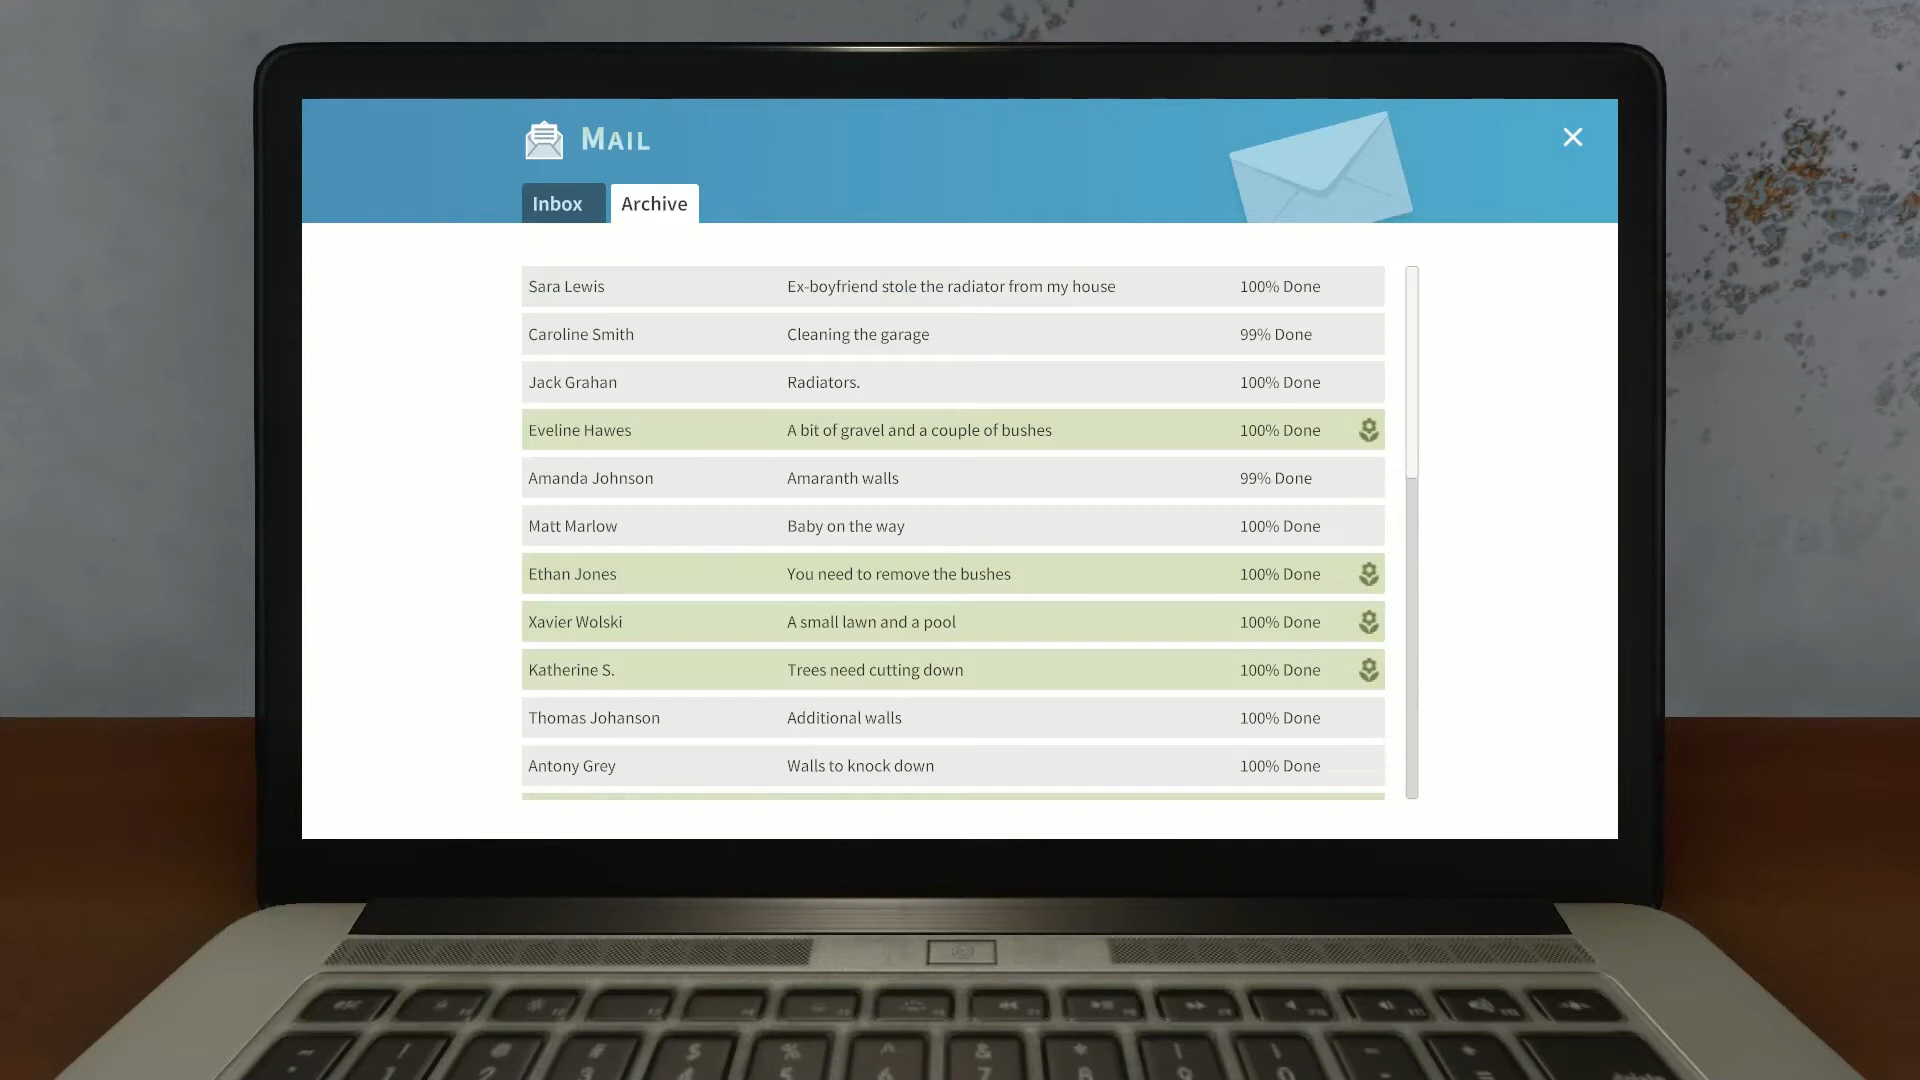 MAIL
Inbox Archive
Sara Lewis Ex-boyfriend stole the radiator from my house 100% Done
Caroline Smith Cleaning the garage 99% Done
Jack Grahan Radiators. 100% Done
Eveline Hawes A bit of gravel and a couple of bushes 100% Done
Amanda Johnson Amaranth walls 99% Done
Matt Marlow Baby on the way 100% Done
Ethan Jones You need to remove the bushes 100% Done
Xavier Wolski A small lawn and a pool 100% Done
Katherine S. Trees need cutting down 100% Done
Thomas Johanson Additional walls 100% Done
Antony Grey Walls to knock down 100% Done
esc